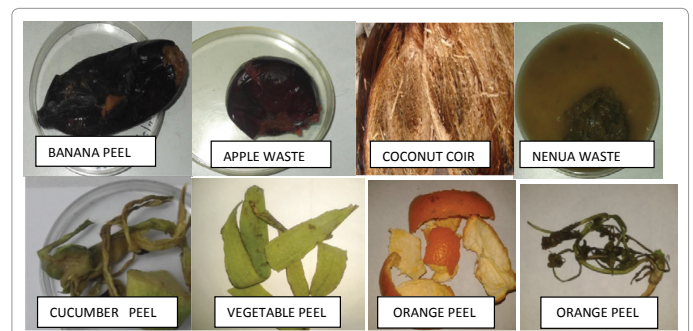 BANANA PEEL
APPLE WASTE
COCONUT COIR
NENUA WASTE
CUCUMBER PEEL
VEGETABLE PEEL
ORANGE PEEL
ORANGE PEEL